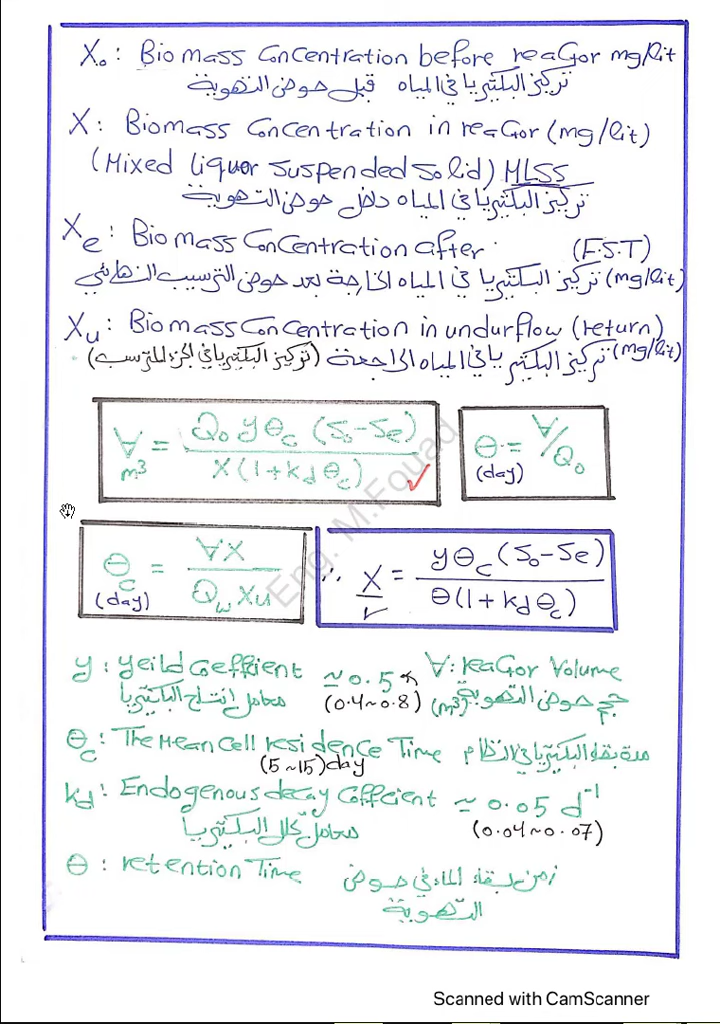 X₀ : Biomass Concentration before reactor mg/lit
تركيز البكتيريا في المياه قبل حوض التهوية
X : Biomass Concentration in reactor (mg/lit)
(Mixed Liquor Suspended Solid) MLSS
تركيز البكتيريا في المياه داخل حوض التهوية
Xe : Biomass Concentration after (F.S.T)
تركيز البكتيريا في المياه الخارجة بعد حوض الترسيب النهائي (mg/lit)
Xu : Biomass Concentration in undurflow (return)
تركيز البكتيريا في المياه الراجعة (تركيز البكتيريا في الجزء المترسب) (mg/lit)
∀ m³ = Q₀ y θc (S₀ - Se) / X (1 + kd θc) ✓
θ (day) = ∀ / Q₀
θc (day) = ∀X / Qw Xu
∴ X = y θc (S₀ - Se) / θ (1 + kd θc)
y : yeild Coeffient ≃ 0.5
∀ : reactor Volume
معامل إنتاج البكتيريا (0.4 ~ 0.8)
(m³) حجم حوض التهوية
θc : The Mean Cell residence Time مدة بقاء البكتيريا في النظام
(5 ~ 15) day
kd : Endogenous decay Coffcient ≃ 0.05 d⁻¹
معامل تحلل البكتيريا (0.04 ~ 0.07)
θ : retention Time زمن بقاء الماء في حوض
التهوية
Eng. M.Fouad
Scanned with CamScanner